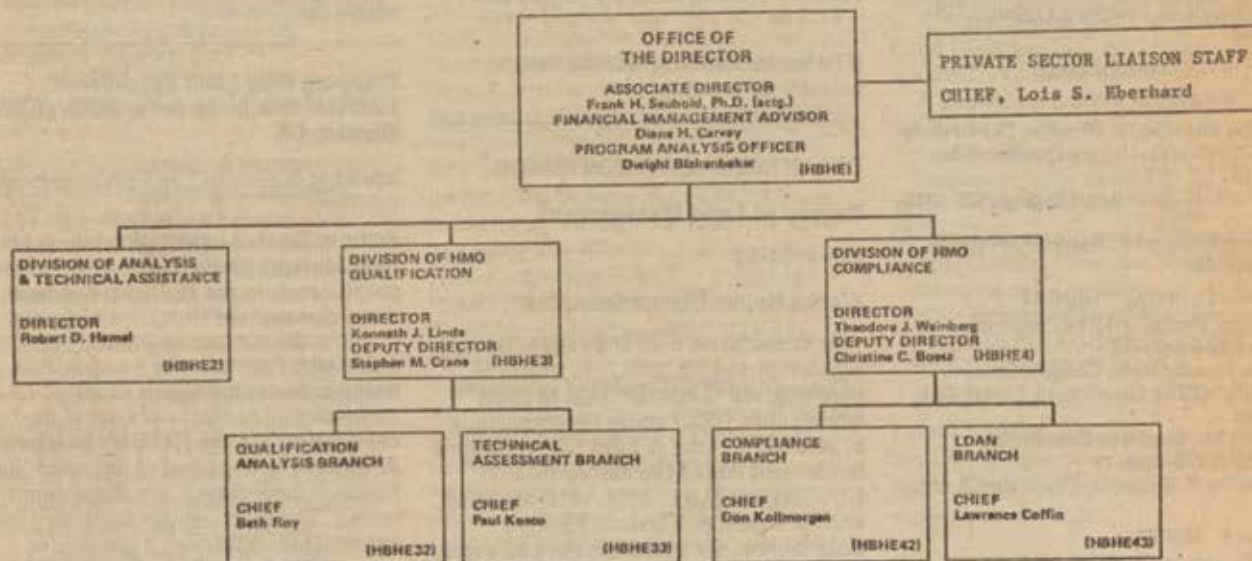 OFFICE OF
THE DIRECTOR
ASSOCIATE DIRECTOR
Frank H. Seubold, Ph.D. (actg.)
FINANCIAL MANAGEMENT ADVISOR
Diane H. Carvey
PROGRAM ANALYSIS OFFICER
Dwight
(HBHE)
PRIVATE SECTOR LIAISON STAFF
CHIEF, Lois S. Eberhard
DIVISION OF ANALYSIS
& TECHNICAL ASSISTANCE
DIRECTOR
Robert D. Hamel
(HBHE2)
DIVISION OF HMO
QUALIFICATION
DIRECTOR
Kenneth J. Linde
DEPUTY DIRECTOR
Stephen M. Crane (HBHE3)
DIVISION OF HMO
COMPLIANCE
DIRECTOR
Theodore J. Weinberg
DEPUTY DIRECTOR
Christine C. (HBHE4)
QUALIFICATION
ANALYSIS BRANCH
CHIEF
Beth Roy
(HBHE32)
TECHNICAL
ASSESSMENT BRANCH
CHIEF
Paul Kosco
(HBHE33)
COMPLIANCE
BRANCH
CHIEF
Don Kollmorgen
(HBHE42)
LOAN
BRANCH
CHIEF
Lawrence Coffin
(HBHE43)